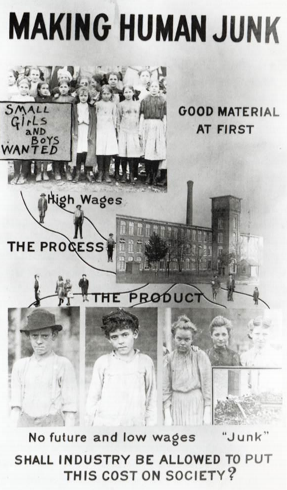 MAKING HUMAN JUNK
SMALL
GiRLS
and
BOYS
WANTED
GOOD MATERIAL
AT FIRST
High Wages
THE PROCESS
THE PRODUCT
No future and low wages
"Junk"
SHALL INDUSTRY BE ALLOWED TO PUT
THIS COST ON SOCIETY?